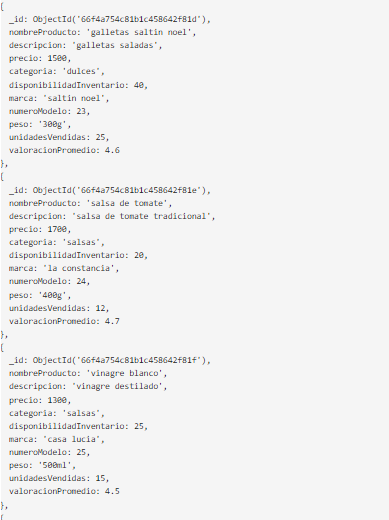 {
_id: ObjectId('66f4a754c81b1c458642f81d'),
nombreProducto: 'galletas saltin noel',
descripcion: 'galletas saladas',
precio: 1500,
categoria: 'dulces',
disponibilidadInventario: 40,
marca: 'saltin noel',
numeroModelo: 23,
peso: '300g',
unidadesVendidas: 25,
valoracionPromedio: 4.6
},
{
_id: ObjectId('66f4a754c81b1c458642f81e'),
nombreProducto: 'salsa de tomate',
descripcion: 'salsa de tomate tradicional',
precio: 1700,
categoria: 'salsas',
disponibilidadInventario: 20,
marca: 'la constancia',
numeroModelo: 24,
peso: '400g',
unidadesVendidas: 12,
valoracionPromedio: 4.7
},
{
_id: ObjectId('66f4a754c81b1c458642f81f'),
nombreProducto: 'vinagre blanco',
descripcion: 'vinagre destilado',
precio: 1300,
categoria: 'salsas',
disponibilidadInventario: 25,
marca: 'casa lucia',
numeroModelo: 25,
peso: '500ml',
unidadesVendidas: 15,
valoracionPromedio: 4.5
},
{